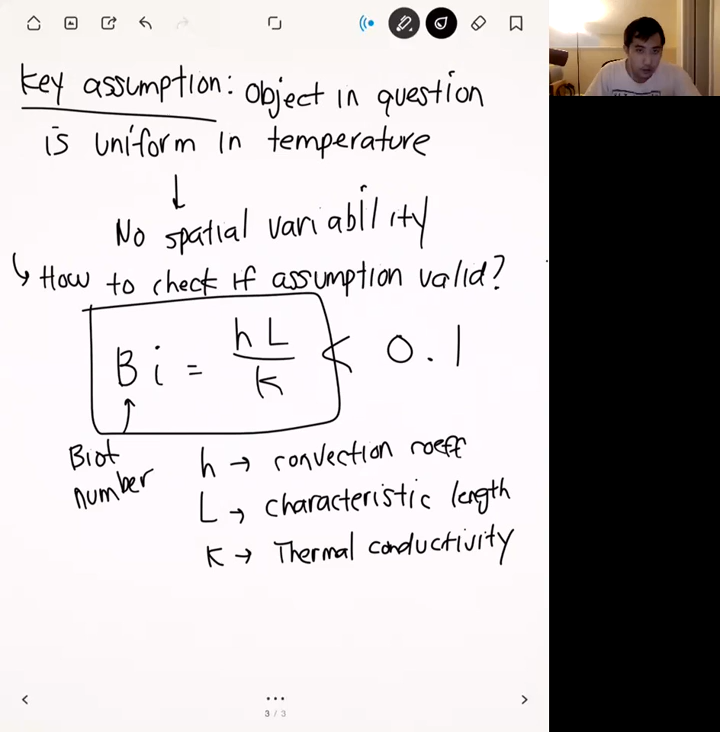 Key assumption: Object in question
is uniform in temperature
↓
No spatial variability
↳ How to check if assumption valid?
Bi = hL/k < 0.1
↑
Biot
number
h → convection coeff
L → characteristic length
K → Thermal conductivity
3 / 3